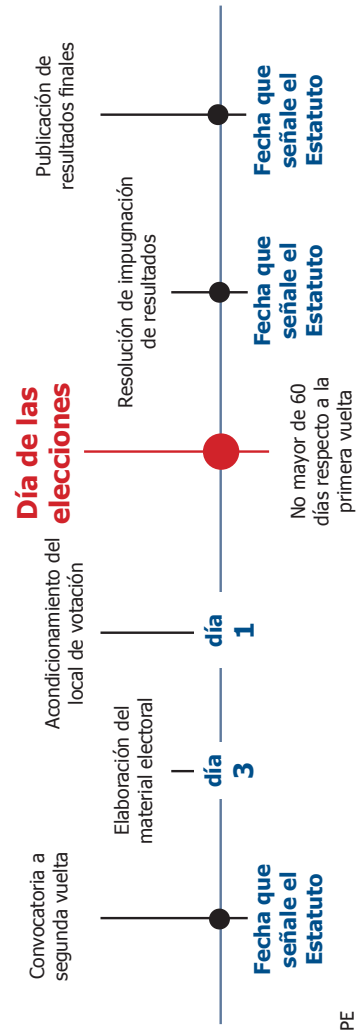 Convocatoria a
segunda vuelta
Fecha que
señale el
Estatuto
Elaboración del
material electoral
día
3
Acondicionamiento del
local de votación
día
1
Día de las
elecciones
No mayor de 60
días respecto a la
primera vuelta
Resolución de impugnación
de resultados
Fecha que
señale el
Estatuto
Publicación de
resultados finales
Fecha que
señale el
Estatuto
PE